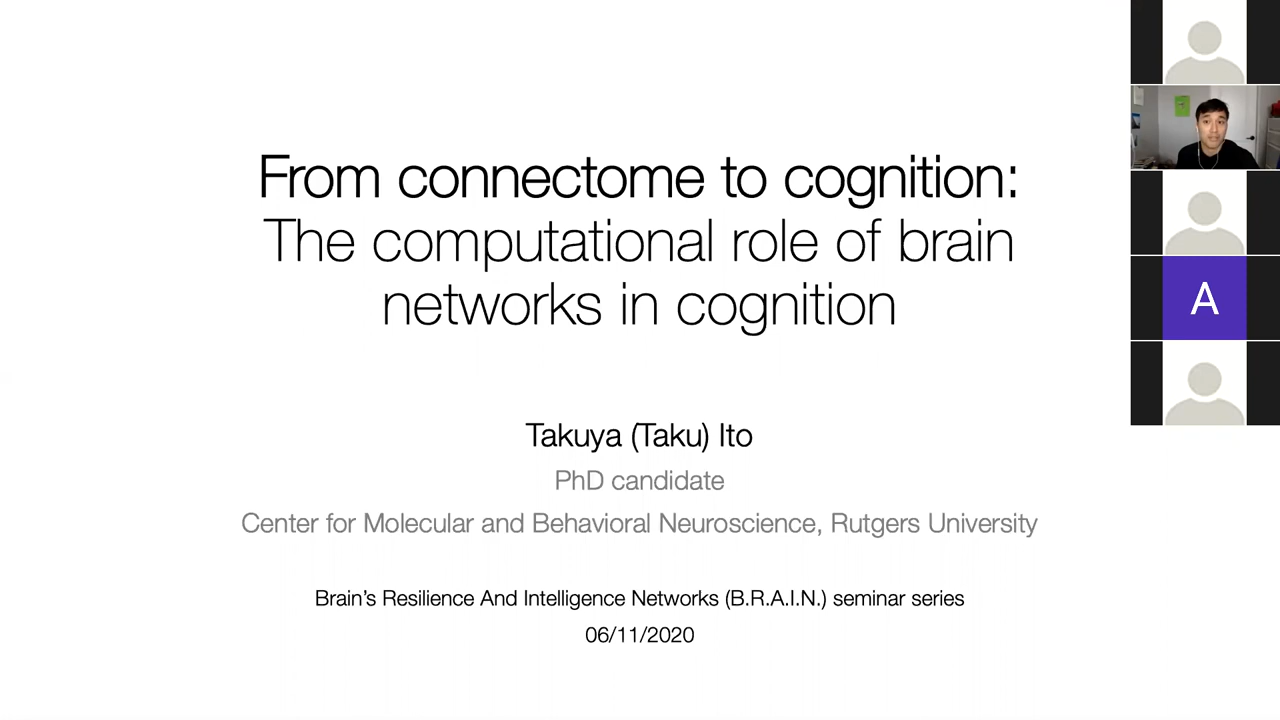 From connectome to cognition:
The computational role of brain
networks in cognition
Takuya (Taku) Ito
PhD candidate
Center for Molecular and Behavioral Neuroscience, Rutgers University
Brain's Resilience And Intelligence Networks (B.R.A.I.N.) seminar series
06/11/2020
A